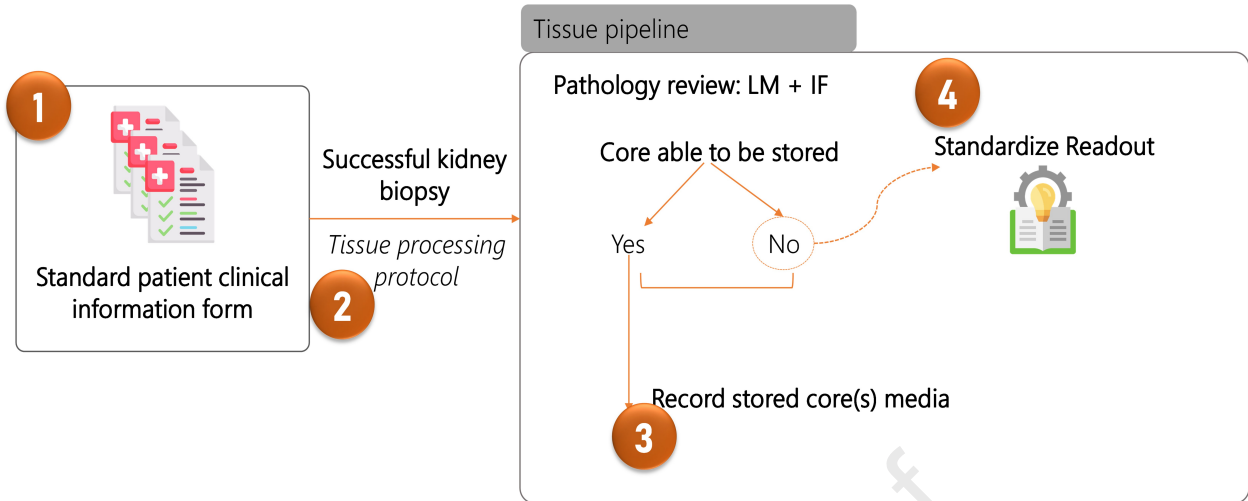 Tissue pipeline
1
Standard patient clinical
information form
Successful kidney
biopsy
Tissue processing
protocol
2
Pathology review: LM + IF
Core able to be stored
Yes
No
Record stored core(s) media
3
4
Standardize Readout
f